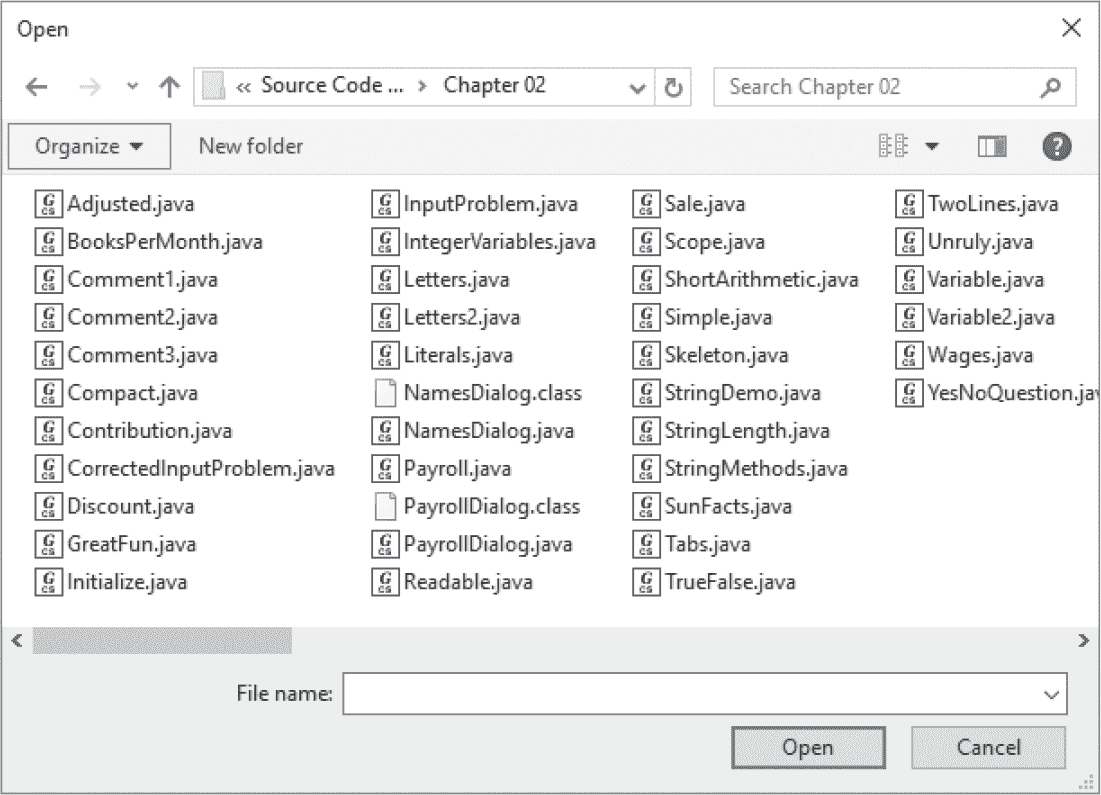 Open
« Source Code ... › Chapter 02
Search Chapter 02
Organize
New folder
?
Adjusted.java
BooksPerMonth.java
Comment1.java
Comment2.java
Comment3.java
Compact.java
Contribution.java
CorrectedInputProblem.java
Discount.java
GreatFun.java
Initialize.java
InputProblem.java
IntegerVariables.java
Letters.java
Letters2.java
Literals.java
NamesDialog.class
NamesDialog.java
Payroll.java
PayrollDialog.class
PayrollDialog.java
Readable.java
Sale.java
Scope.java
ShortArithmetic.java
Simple.java
Skeleton.java
StringDemo.java
StringLength.java
StringMethods.java
SunFacts.java
Tabs.java
TrueFalse.java
TwoLines.java
Unruly.java
Variable.java
Variable2.java
Wages.java
YesNoQuestion.jav
File name:
Open
Cancel